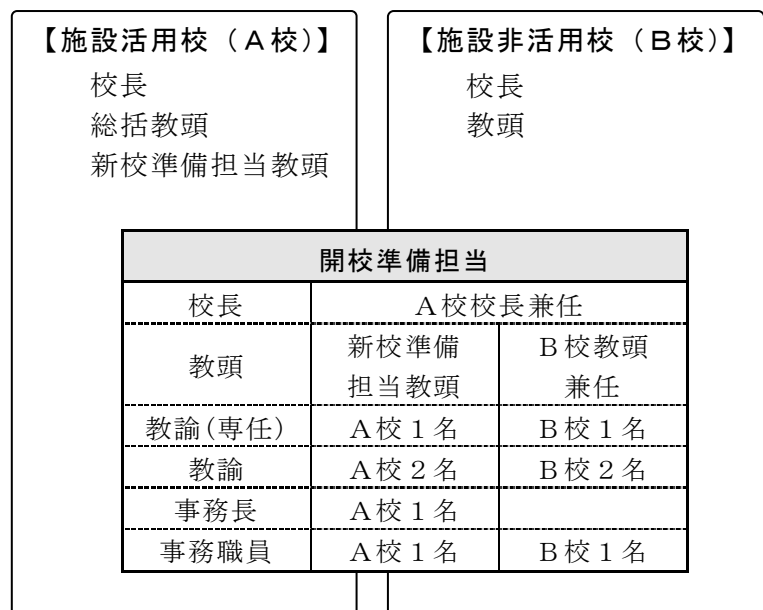 【施設活用校（Ａ校）】
校長
総括教頭
新校準備担当教頭
【施設非活用校（Ｂ校）】
校長
教頭
開校準備担当
校長 Ａ校校長兼任
教頭 新校準備担当教頭 Ｂ校教頭兼任
教諭(専任) Ａ校１名 Ｂ校１名
教諭 Ａ校２名 Ｂ校２名
事務長 Ａ校１名
事務職員 Ａ校１名 Ｂ校１名